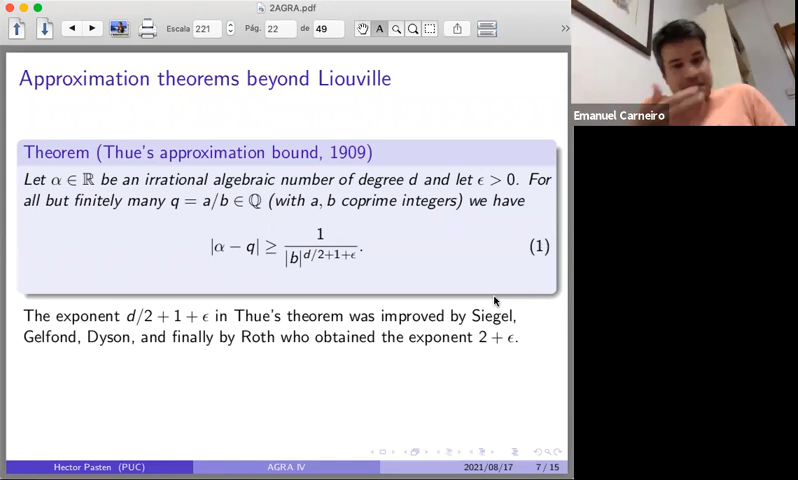 2AGRA.pdf
Escala 221 Pág. 22 de 49
Emanuel Carneiro
Approximation theorems beyond Liouville
Theorem (Thue's approximation bound, 1909)
Let α ∈ ℝ be an irrational algebraic number of degree d and let ϵ > 0. For
all but finitely many q = a/b ∈ ℚ (with a, b coprime integers) we have
|α − q| ≥ 1 / |b|^{d/2+1+ϵ}. (1)
The exponent d/2 + 1 + ϵ in Thue's theorem was improved by Siegel,
Gelfond, Dyson, and finally by Roth who obtained the exponent 2 + ϵ.
Hector Pasten (PUC) AGRA IV 2021/08/17 7 / 15